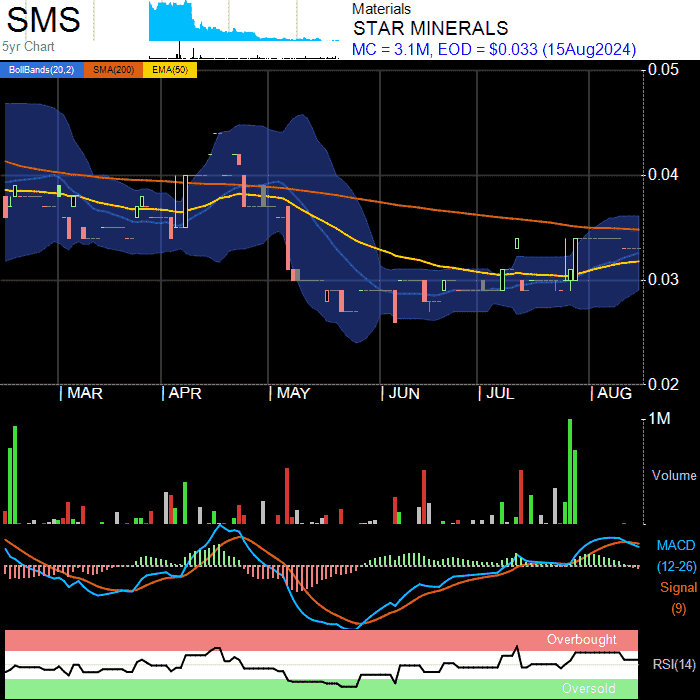 SMS
5yr Chart
Materials
STAR MINERALS
MC = 3.1M, EOD = $0.033 (15Aug2024)
BollBands(20,2) SMA(200) EMA(50)
0.05
0.04
0.03
0.02
MAR APR MAY JUN JUL AUG
1M
Volume
MACD
(12-26)
Signal
(9)
Overbought
RSI(14)
Oversold